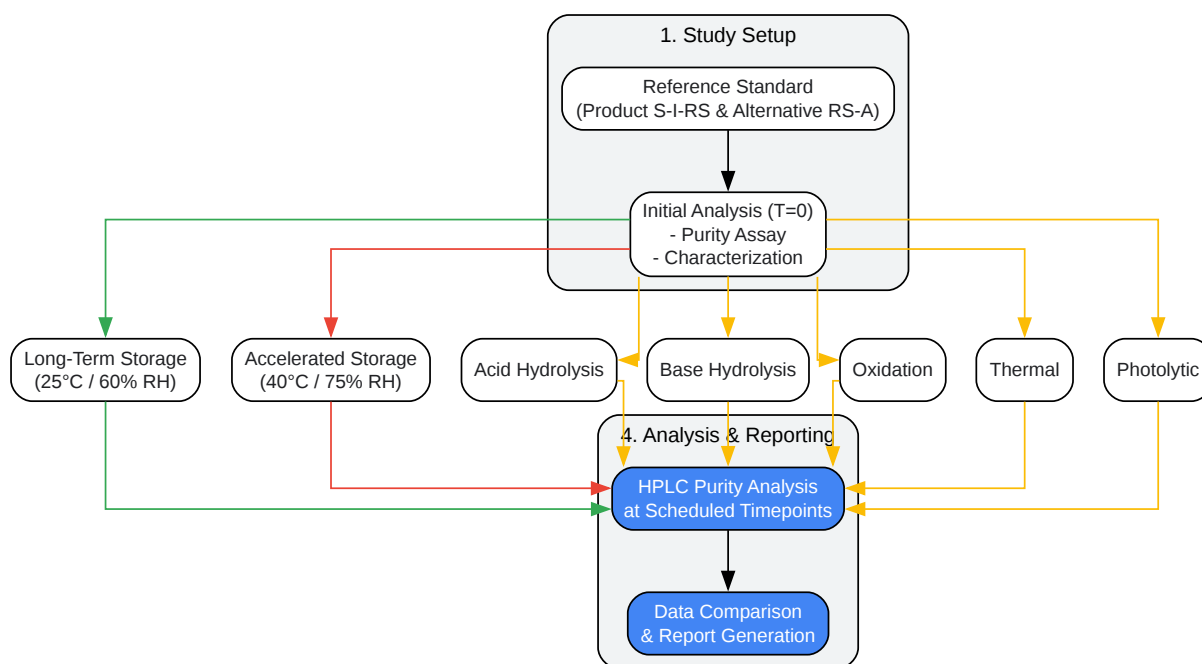 1. Study Setup
Reference Standard
(Product S-I-RS & Alternative RS-A)
Initial Analysis (T=0)
- Purity Assay
- Characterization
Long-Term Storage
(25°C / 60% RH)
Accelerated Storage
(40°C / 75% RH)
Acid Hydrolysis
Base Hydrolysis
Oxidation
Thermal
Photolytic
4. Analysis & Reporting
HPLC Purity Analysis
at Scheduled Timepoints
Data Comparison
& Report Generation